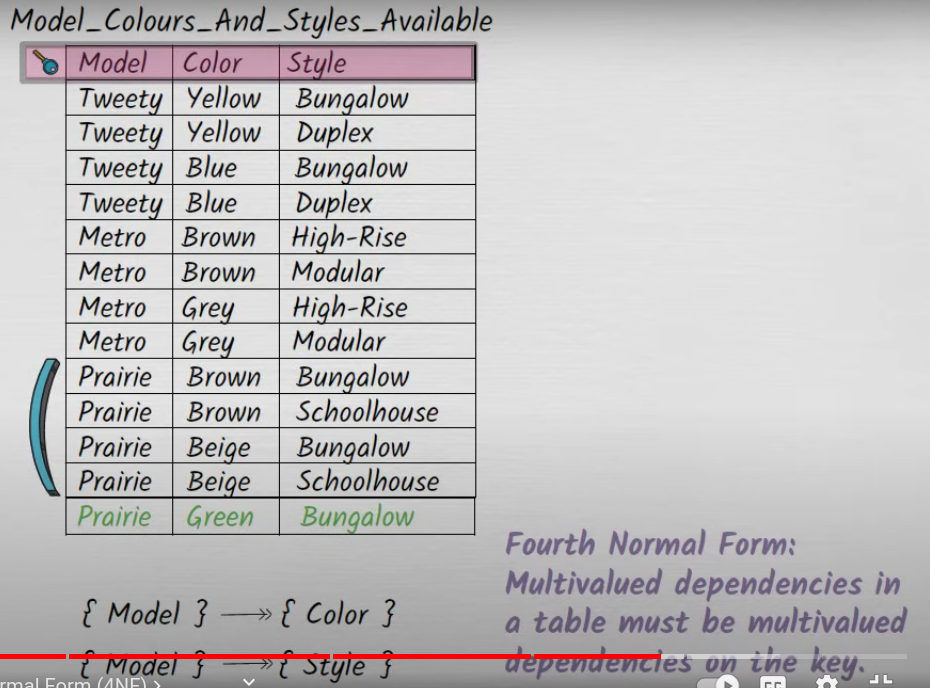 Model_Colours_And_Styles_Available
Model Color Style
Tweety Yellow Bungalow
Tweety Yellow Duplex
Tweety Blue Bungalow
Tweety Blue Duplex
Metro Brown High-Rise
Metro Brown Modular
Metro Grey High-Rise
Metro Grey Modular
Prairie Brown Bungalow
Prairie Brown Schoolhouse
Prairie Beige Bungalow
Prairie Beige Schoolhouse
Prairie Green Bungalow
{ Model } →→ { Color }
{ Model } →→ { Style }
Fourth Normal Form:
Multivalued dependencies in
a table must be multivalued
dependencies on the key.
rmal Form (4NF) >
CC